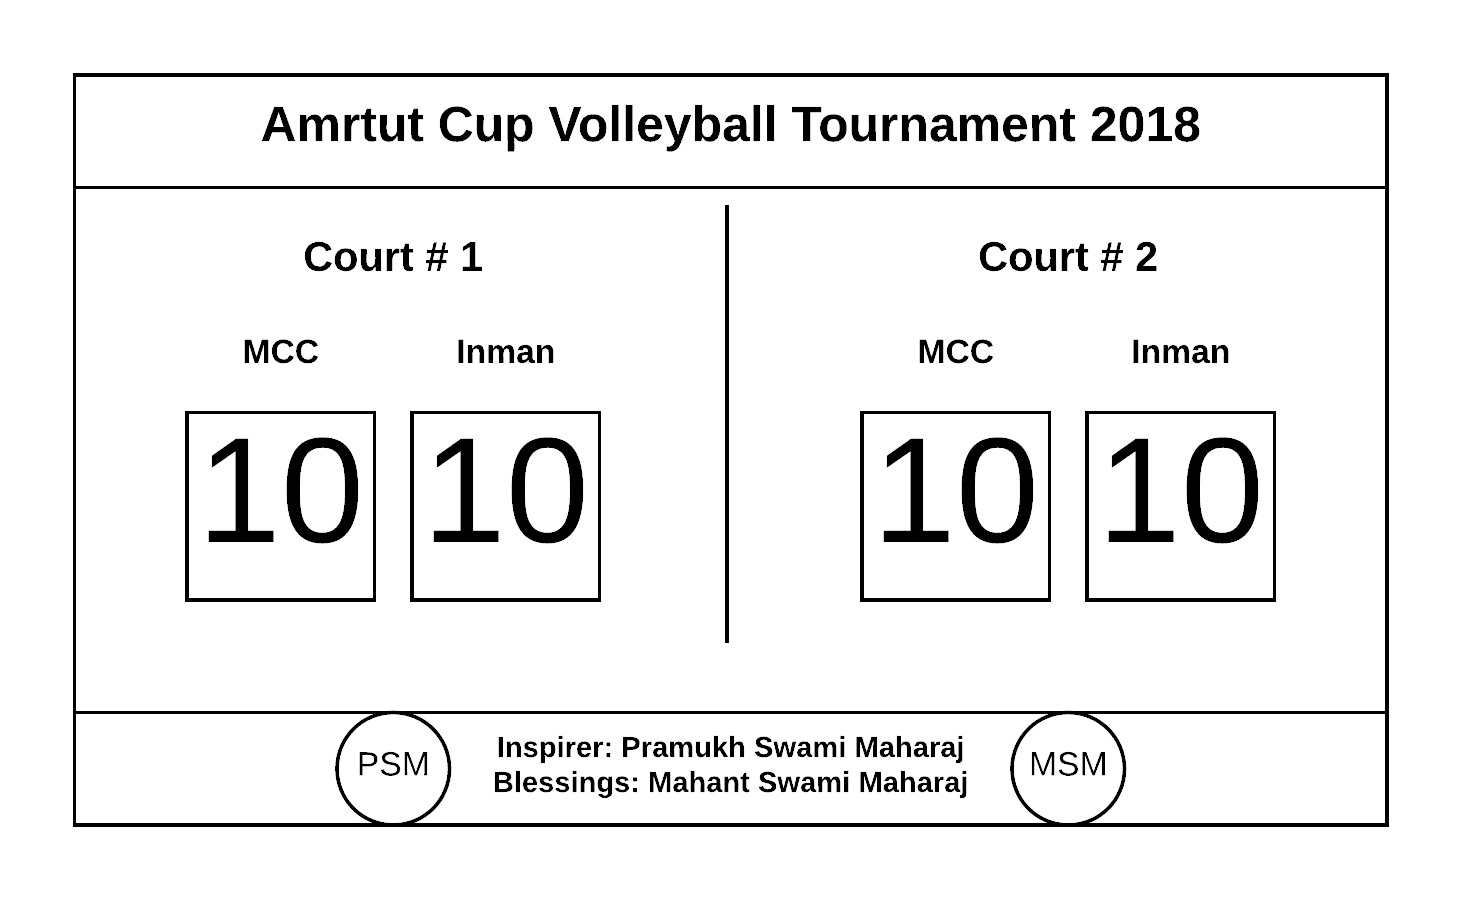 Amrtut Cup Volleyball Tournament 2018
Court # 1
Court # 2
MCC
Inman
MCC
Inman
10
10
10
10
PSM
Inspirer: Pramukh Swami Maharaj
Blessings: Mahant Swami Maharaj
MSM